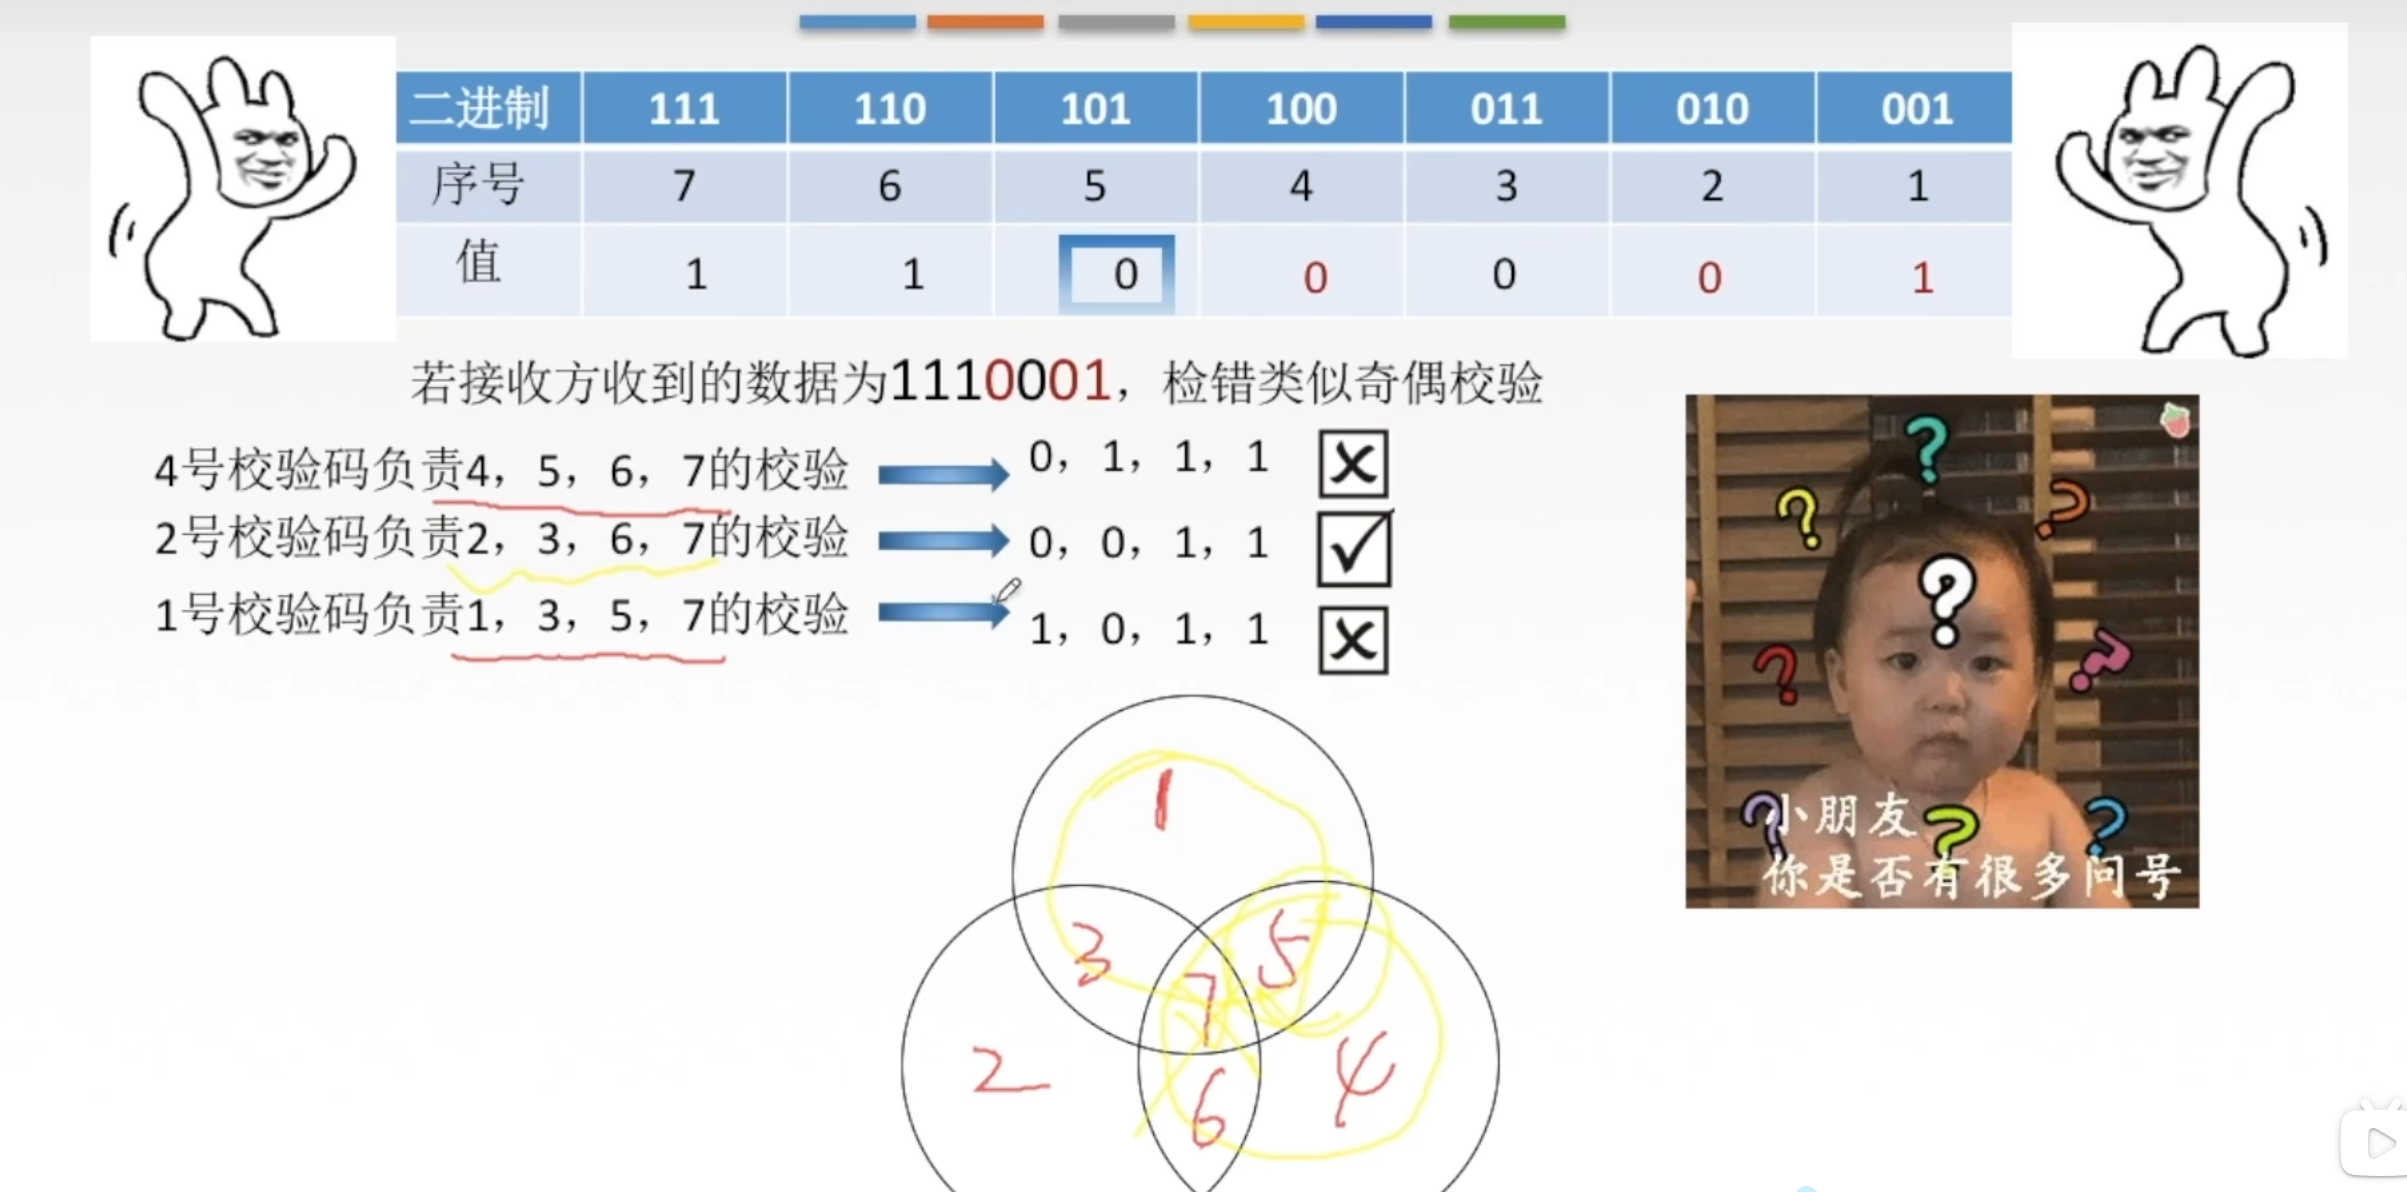 二进制 111 110 101 100 011 010 001
序号 7 6 5 4 3 2 1
值 1 1 0 0 0 0 1
若接收方收到的数据为1110001，检错类似奇偶校验
4号校验码负责4，5，6，7的校验 0，1，1，1
2号校验码负责2，3，6，7的校验 0，0，1，1
1号校验码负责1，3，5，7的校验 1，0，1，1
小朋友
你是否有很多问号
1
3 5
7
2 4
6